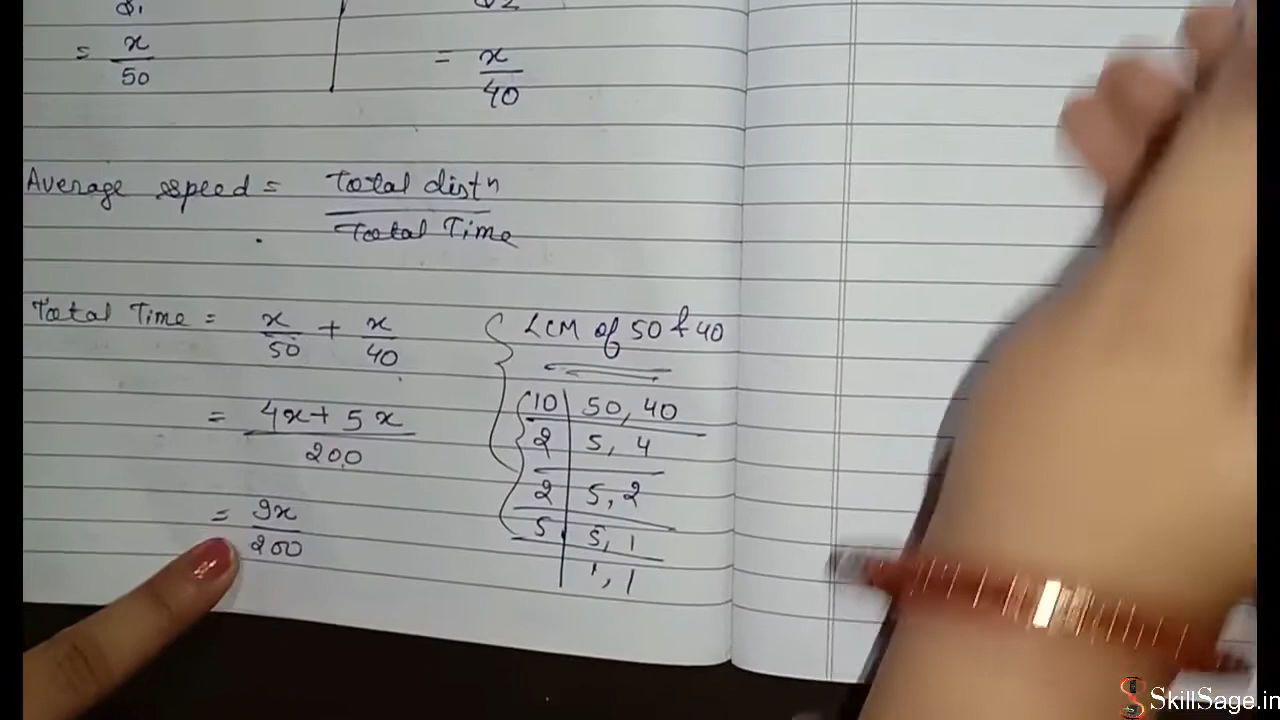 = x/50 = x/40
Average speed = Total distn / Total Time
Total Time = x/50 + x/40
= 4x + 5x / 200
= 9x/200
LCM of 50 & 40
10 | 50, 40
2 | 5, 4
2 | 5, 2
5 | 5, 1
1, 1
SkillSage.in